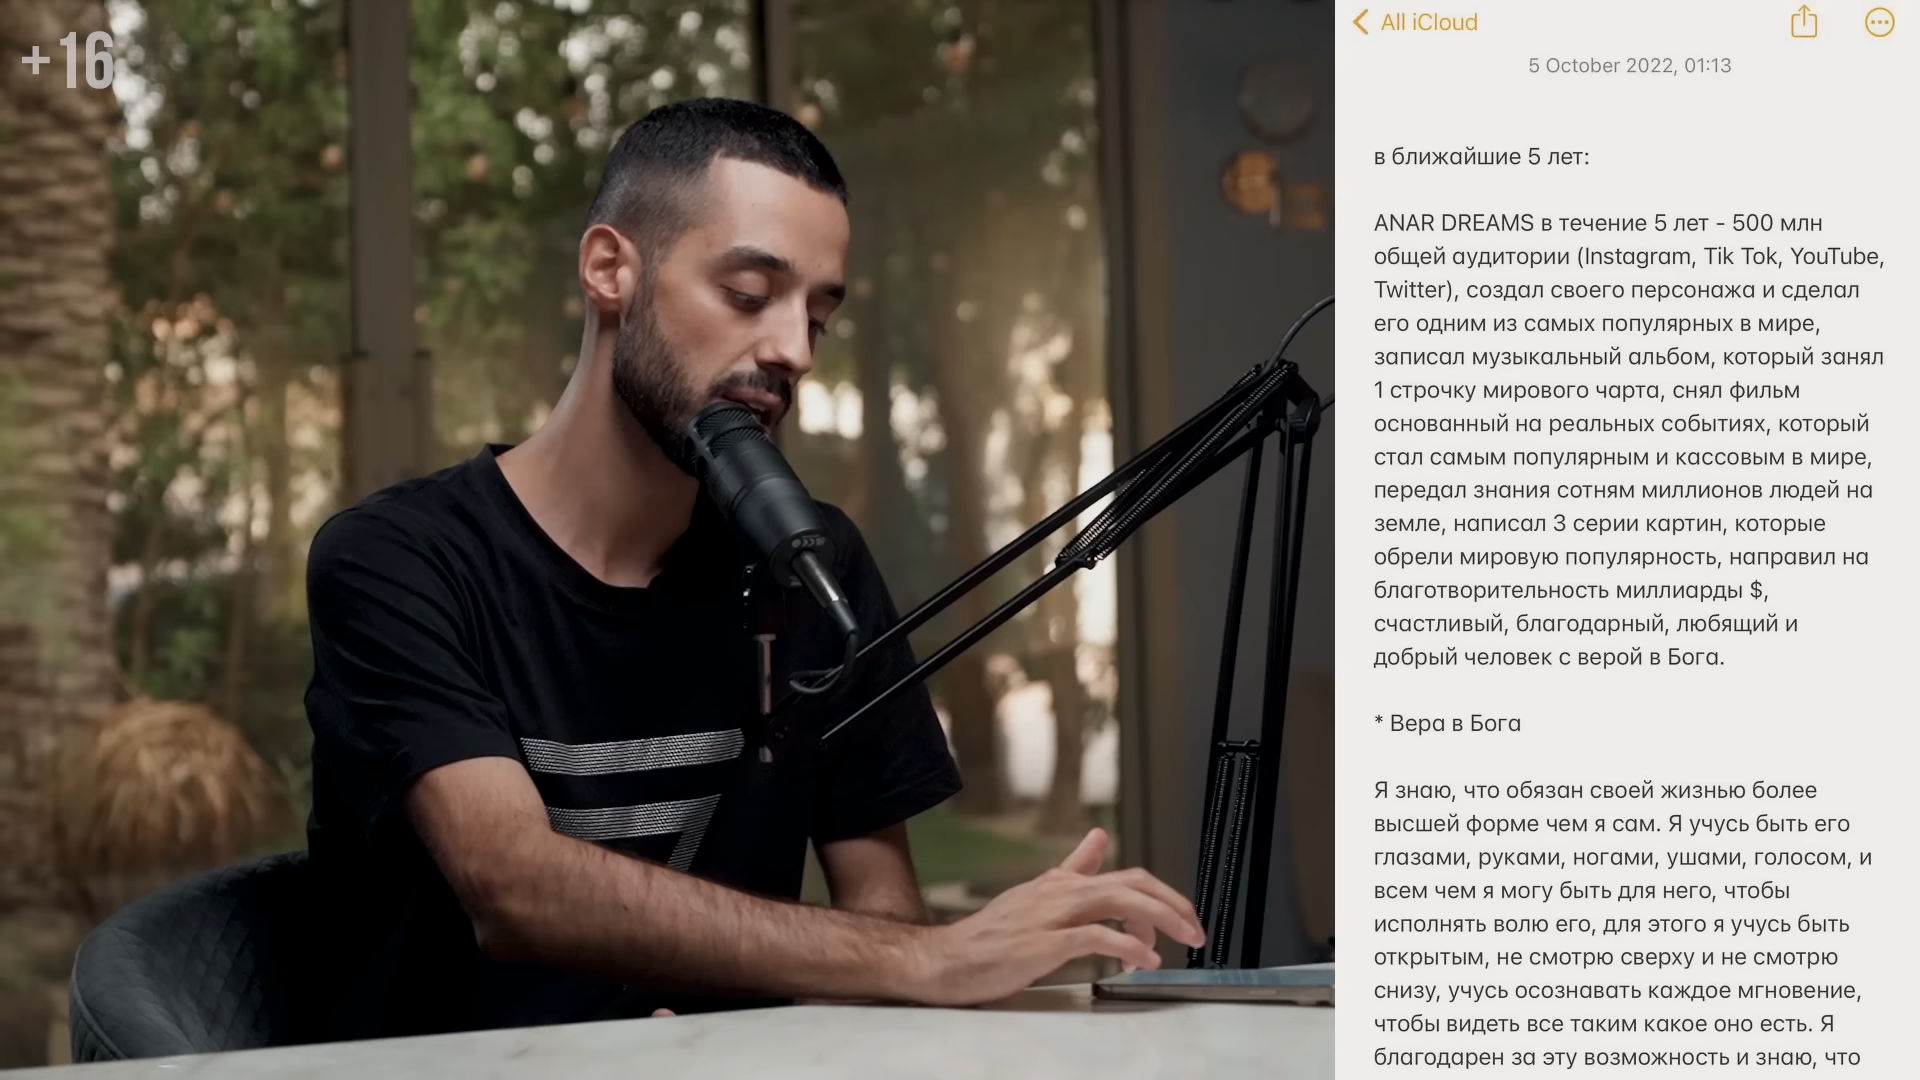 +16
All iCloud
5 October 2022, 01:13
в ближайшие 5 лет:
ANAR DREAMS в течение 5 лет - 500 млн
общей аудитории (Instagram, Tik Tok, YouTube,
Twitter), создал своего персонажа и сделал
его одним из самых популярных в мире,
записал музыкальный альбом, который занял
1 строчку мирового чарта, снял фильм
основанный на реальных событиях, который
стал самым популярным и кассовым в мире,
передал знания сотням миллионов людей на
земле, написал 3 серии картин, которые
обрели мировую популярность, направил на
благотворительность миллиарды $,
счастливый, благодарный, любящий и
добрый человек с верой в Бога.
* Вера в Бога
Я знаю, что обязан своей жизнью более
высшей форме чем я сам. Я учусь быть его
глазами, руками, ногами, ушами, голосом, и
всем чем я могу быть для него, чтобы
исполнять волю его, для этого я учусь быть
открытым, не смотрю сверху и не смотрю
снизу, учусь осознавать каждое мгновение,
чтобы видеть все таким какое оно есть. Я
благодарен за эту возможность и знаю, что